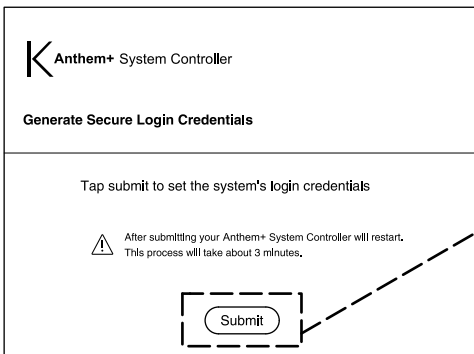 K Anthem+ System Controller
Generate Secure Login Credentials
Tap submit to set the system's login credentials
After submitting your Anthem+ System Controller will restart.
This process will take about 3 minutes.
Submit